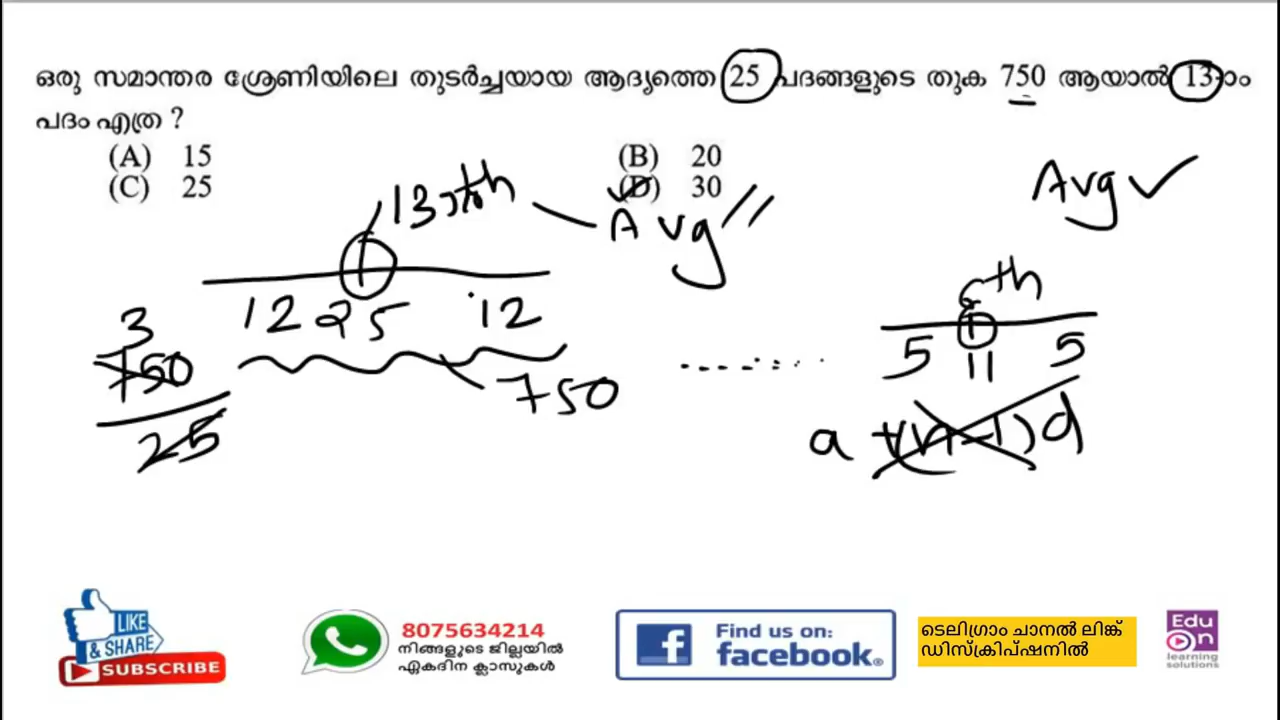 ഒരു സമാന്തര ശ്രേണിയിലെ തുടർച്ചയായ ആദ്യത്തെ 25 പദങ്ങളുടെ തുക 750 ആയാൽ 13-ാം
പദം എത്ര ?
(A) 15
(B) 20
(C) 25
(D) 30
13th
Avg
Avg
12 25 12
3
750
25
750
6th
5 11 5
a +(n-1)d
LIKE
& SHARE
SUBSCRIBE
8075634214
നിങ്ങളുടെ ജില്ലയിൽ
ഏകദിന ക്ലാസുകൾ
Find us on:
facebook.
ടെലിഗ്രാം ചാനൽ ലിങ്ക്
ഡിസ്ക്രിപ്ഷനിൽ
Edu
On
learning
solutions